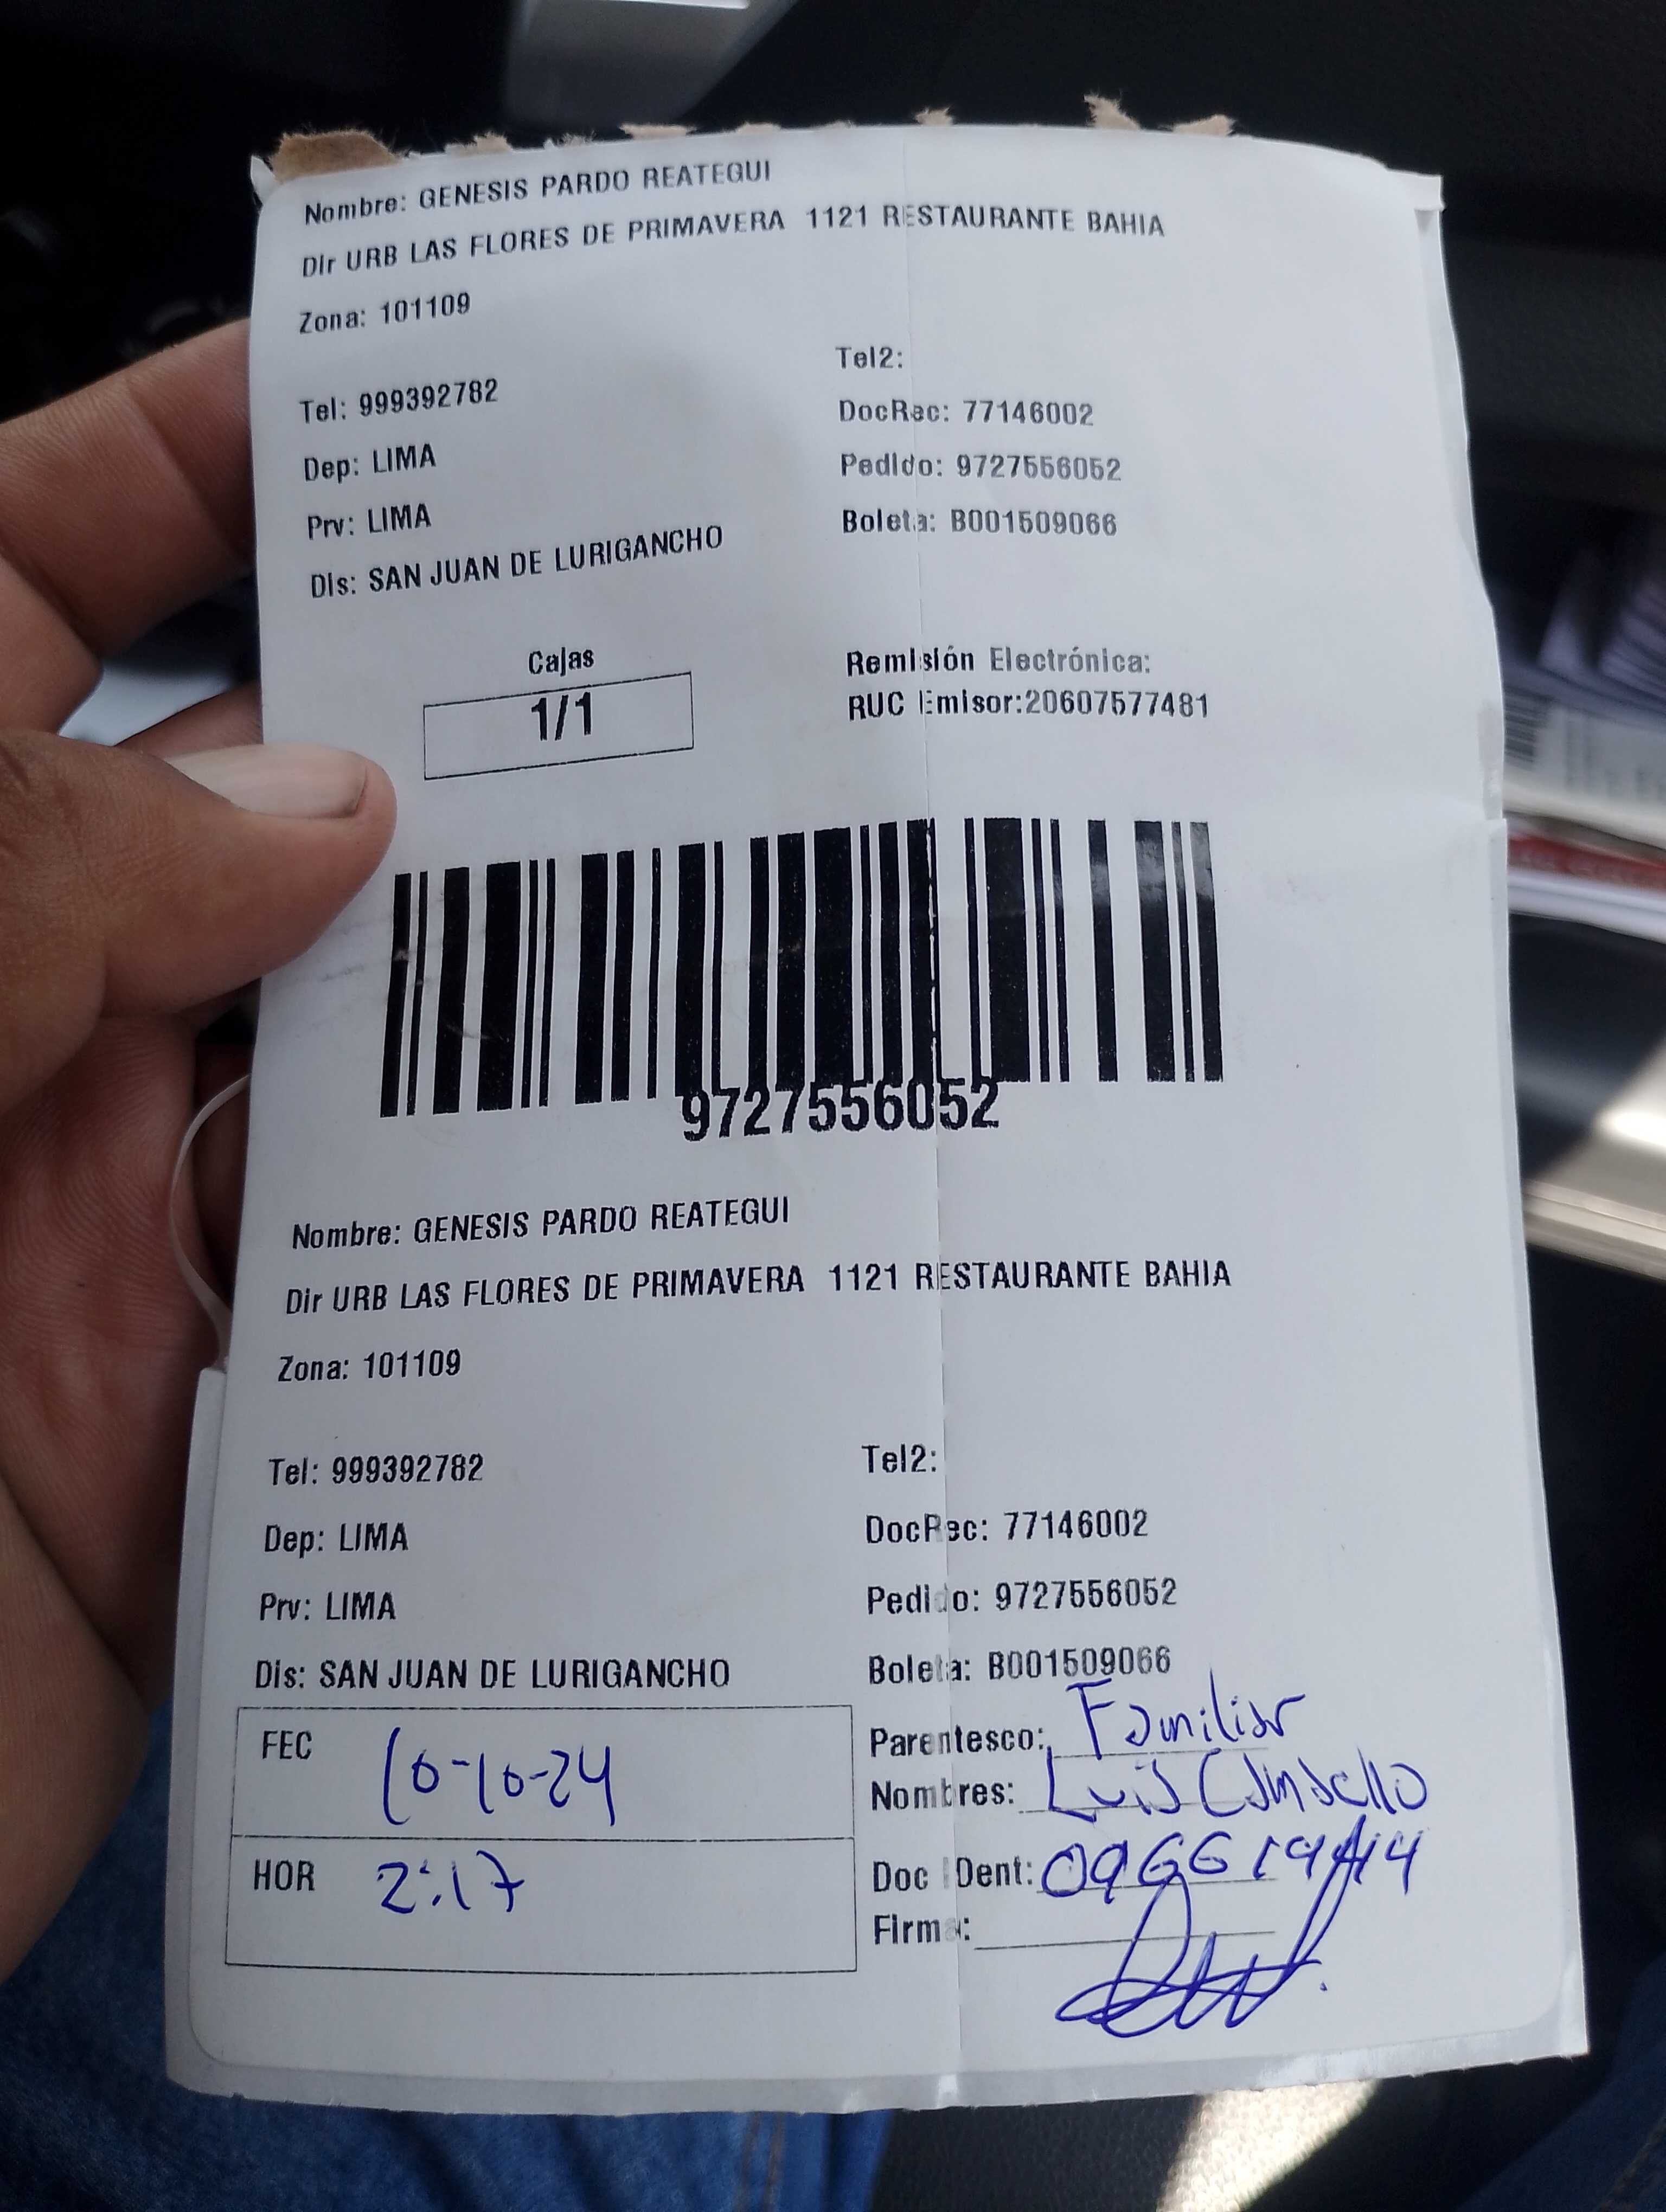 Nombre: GENESIS PARDO REATEGUI
Dir URB LAS FLORES DE PRIMAVERA 1121 RESTAURANTE BAHIA
Zona: 101109
Tel2:
Tel: 999392782
DocRec: 77146002
Dep: LIMA
Pedido: 9727556052
Prv: LIMA
Boleta: B001509066
Dis: SAN JUAN DE LURIGANCHO
Cajas
1/1
Remisión Electrónica:
RUC Emisor:20607577481
9727556052
Nombre: GENESIS PARDO REATEGUI
Dir URB LAS FLORES DE PRIMAVERA 1121 RESTAURANTE BAHIA
Zona: 101109
Tel: 999392782
Tel2:
Dep: LIMA
DocRec: 77146002
Prv: LIMA
Pedido: 9727556052
Dis: SAN JUAN DE LURIGANCHO
Boleta: B001509066
FEC 10-10-24
Parentesco: Familiar
Nombres: Luis
HOR 2:17
Doc Dent:
Firma: